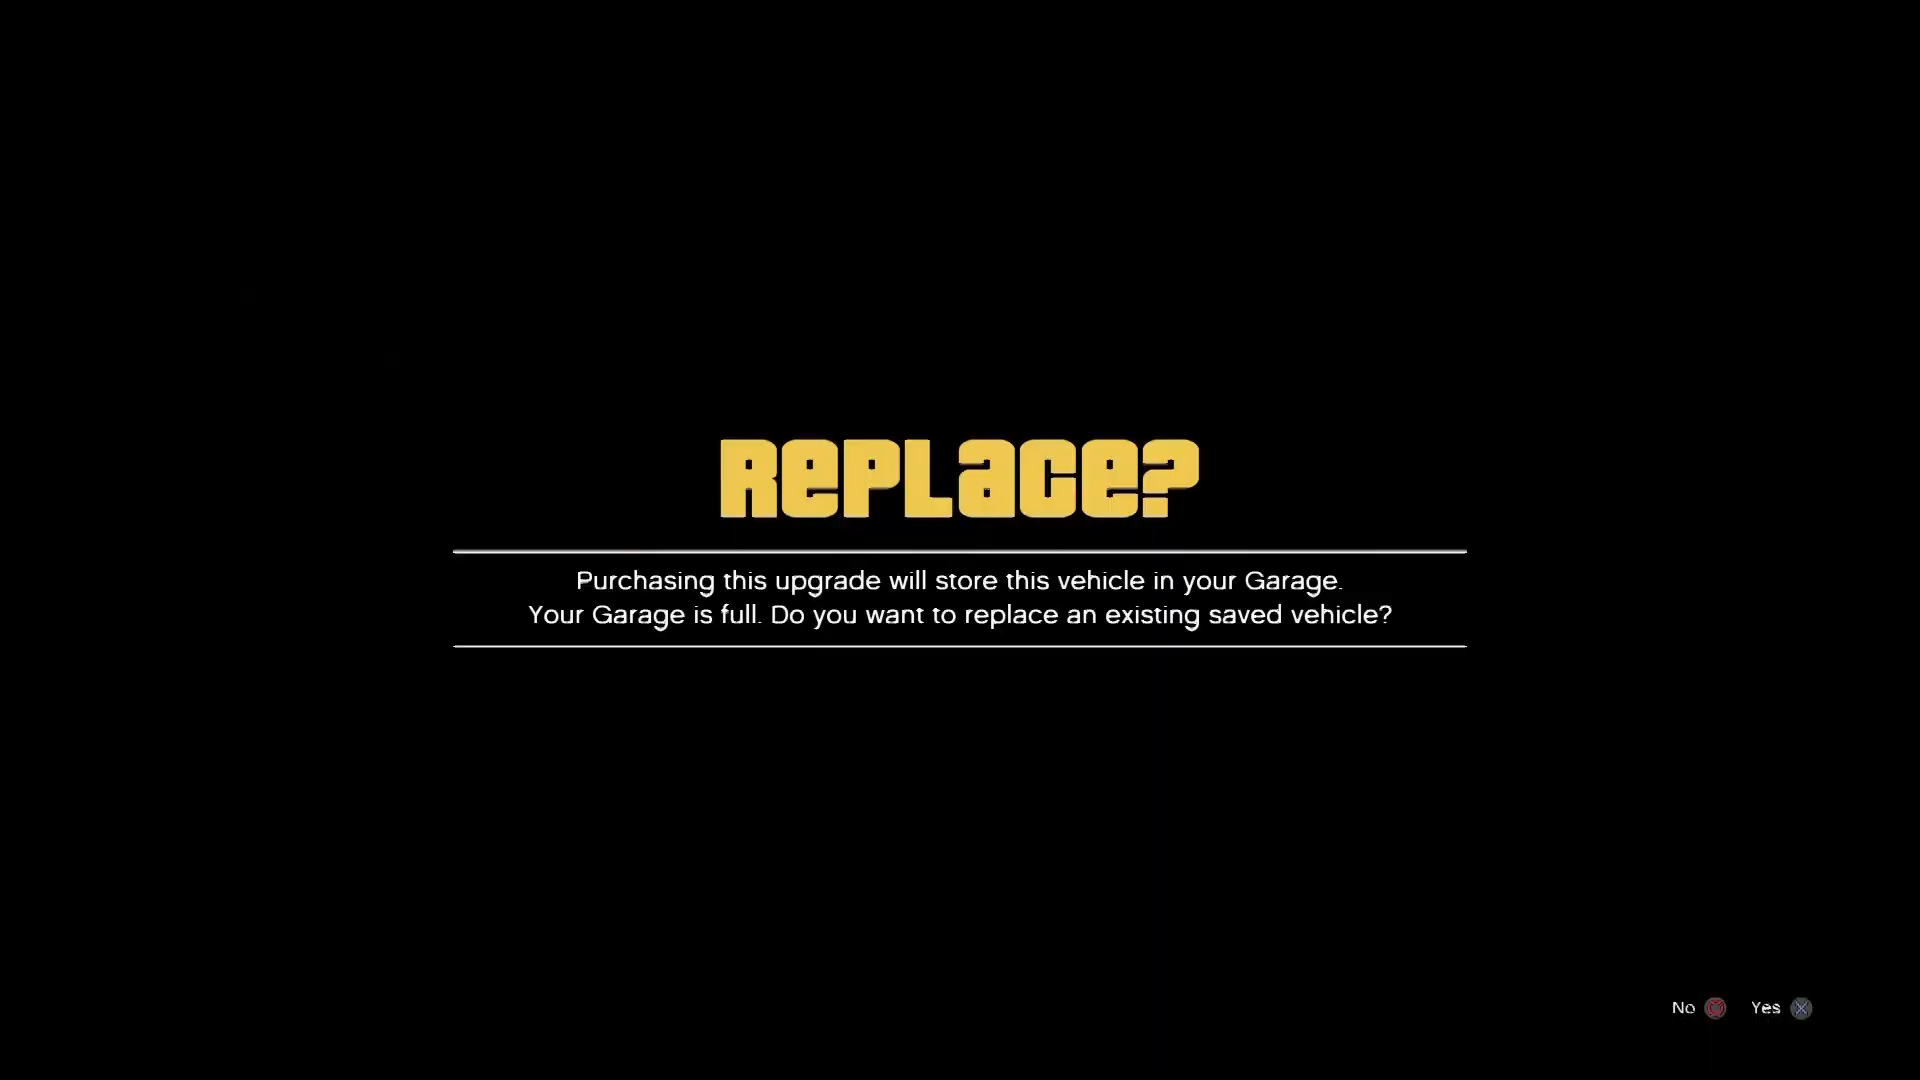 Replace?
Purchasing this upgrade will store this vehicle in your Garage.
Your Garage is full. Do you want to replace an existing saved vehicle?
No Yes